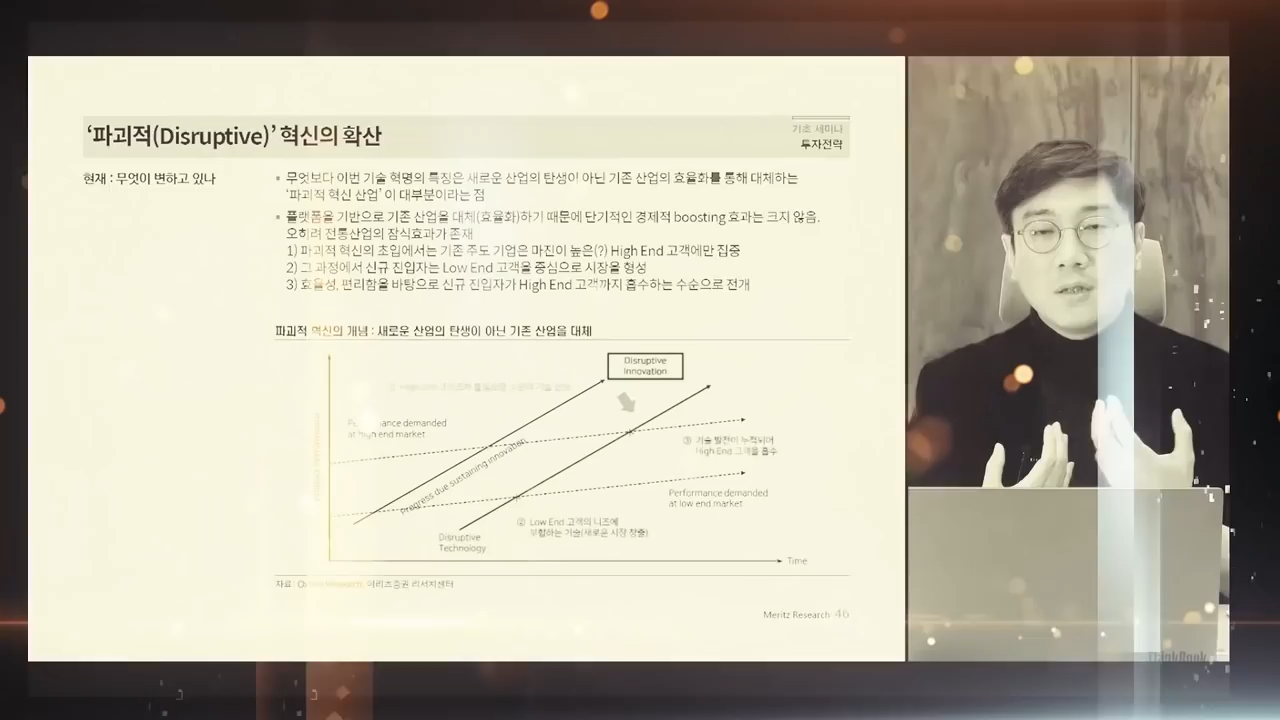 ‘파괴적(Disruptive)’ 혁신의 확산
기초 세미나
투자전략
현재 : 무엇이 변하고 있나
▪ 무엇보다 이번 기술 혁명의 특징은 새로운 산업의 탄생이 아닌 기존 산업의 효율화를 통해 대체하는
‘파괴적 혁신 산업’ 이 대부분이라는 점
▪ 플랫폼을 기반으로 기존 산업을 대체(효율화)하기 때문에 단기적인 경제적 boosting 효과는 크지 않음.
오히려 전통산업의 잠식효과가 존재
1) 파괴적 혁신의 초입에서는 기존 주도 기업은 마진이 높은(?) High End 고객에만 집중
2) 그 과정에서 신규 진입자는 Low End 고객을 중심으로 시장을 형성
3) 효율성, 편리함을 바탕으로 신규 진입자가 High End 고객까지 흡수하는 수순으로 전개
파괴적 혁신의 개념 : 새로운 산업의 탄생이 아닌 기존 산업을 대체
Disruptive
Innovation
demanded
at high end market
progress due sustaining innovation
③ 기술 발전이 누적되며
High End 고객을 흡수
Performance demanded
at low end market
② Low End 고객의 니즈에
부합하는 기술(새로운 시장 창출)
Disruptive
Technology
Time
자료: 메리츠증권 리서치센터
Meritz Research 46
ThinkBook